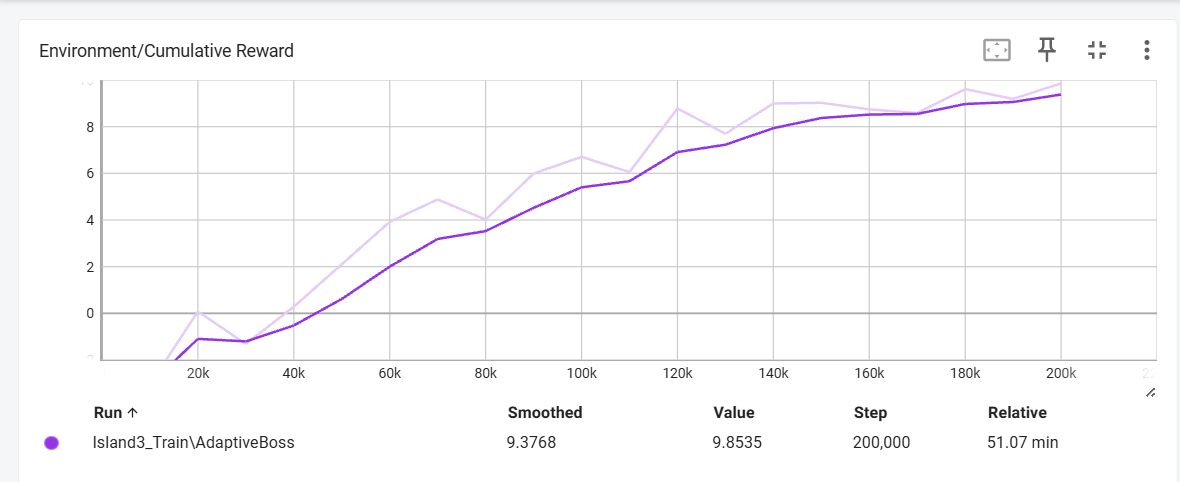 Environment/Cumulative Reward
8
6
4
2
0
20k 40k 60k 80k 100k 120k 140k 160k 180k 200k
Run ↑ Smoothed Value Step Relative
Island3_Train\AdaptiveBoss 9.3768 9.8535 200,000 51.07 min